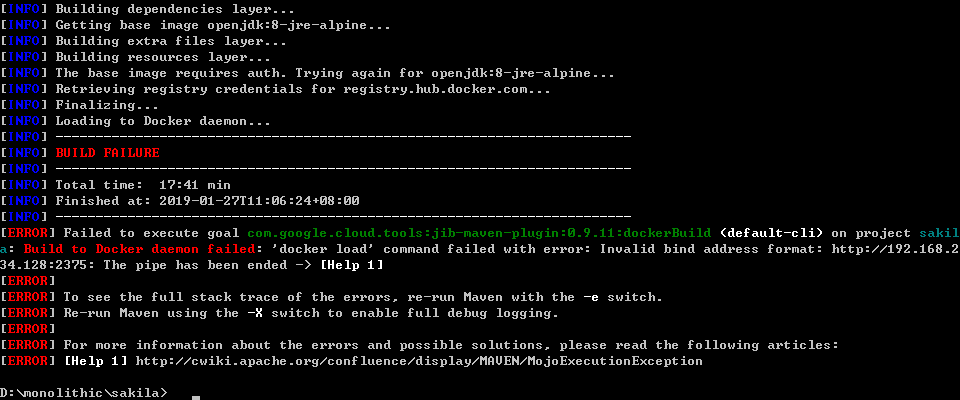 [INFO] Building dependencies layer...
[INFO] Getting base image openjdk:8-jre-alpine...
[INFO] Building extra files layer...
[INFO] Building resources layer...
[INFO] The base image requires auth. Trying again for openjdk:8-jre-alpine...
[INFO] Retrieving registry credentials for registry.hub.docker.com...
[INFO] Finalizing...
[INFO] Loading to Docker daemon...
[INFO] ------------------------------------------------------------------------
[INFO] BUILD FAILURE
[INFO] ------------------------------------------------------------------------
[INFO] Total time:  17:41 min
[INFO] Finished at: 2019-01-27T11:06:24+08:00
[INFO] ------------------------------------------------------------------------
[ERROR] Failed to execute goal com.google.cloud.tools:jib-maven-plugin:0.9.11:dockerBuild (default-cli) on project sakil
a: Build to Docker daemon failed: 'docker load' command failed with error: Invalid bind address format: http://192.168.2
34.128:2375: The pipe has been ended -> [Help 1]
[ERROR]
[ERROR] To see the full stack trace of the errors, re-run Maven with the -e switch.
[ERROR] Re-run Maven using the -X switch to enable full debug logging.
[ERROR]
[ERROR] For more information about the errors and possible solutions, please read the following articles:
[ERROR] [Help 1] http://cwiki.apache.org/confluence/display/MAVEN/MojoExecutionException
D:\monolithic\sakila>